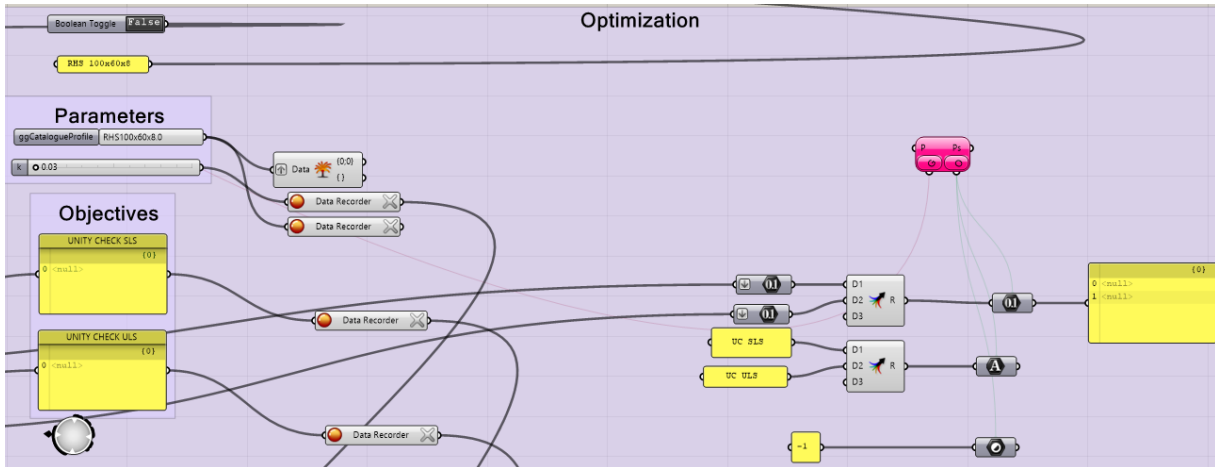 Optimization
Boolean Toggle False
RHS 100x60x8
Parameters
ggCatalogueProfile RHS100x60x8.0
k 0.03
Data {0;0}
{ }
Data Recorder
Data Recorder
P Ps
G O
Objectives
UNITY CHECK SLS
{0}
0 <null>
Data Recorder
UNITY CHECK ULS
{0}
0 <null>
Data Recorder
0.1
0.1
D1
D2 R
D3
0.1
{0}
0 <null>
1 <null>
UC SLS
UC ULS
D1
D2 R
D3
A
-1